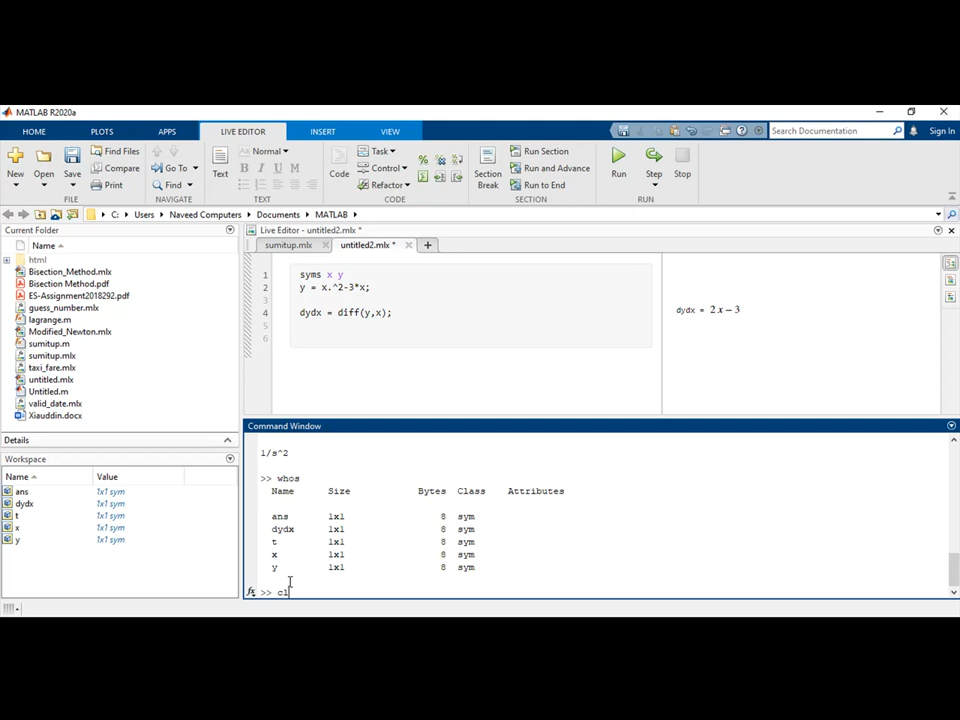 MATLAB R2020a
HOME PLOTS APPS LIVE EDITOR INSERT VIEW Search Documentation Sign In
New Open Save Find Files Compare Print
Go To Find
Text Normal B I U M
Code Task Control Refactor
Section Break Run Section Run and Advance Run to End
Run Step Stop
FILE NAVIGATE TEXT CODE SECTION RUN
C: Users Naveed Computers Documents MATLAB
Current Folder
Name
html
Bisection_Method.mlx
Bisection Method.pdf
ES-Assignment2018292.pdf
guess_number.mlx
lagrange.m
Modified_Newton.mlx
sumitup.m
sumitup.mlx
taxi_fare.mlx
untitled.mlx
Untitled.m
valid_date.mlx
Xiauddin.docx
Details
Workspace
Name Value
ans 1x1 sym
dydx 1x1 sym
t 1x1 sym
x 1x1 sym
y 1x1 sym
Live Editor - untitled2.mlx *
sumitup.mlx untitled2.mlx *
1 syms x y
2 y = x.^2-3*x;
3
4 dydx = diff(y,x);
5
6
dydx = 2 x − 3
Command Window
1/s^2
>> whos
Name Size Bytes Class Attributes
ans 1x1 8 sym
dydx 1x1 8 sym
t 1x1 8 sym
x 1x1 8 sym
y 1x1 8 sym
fx >> cl